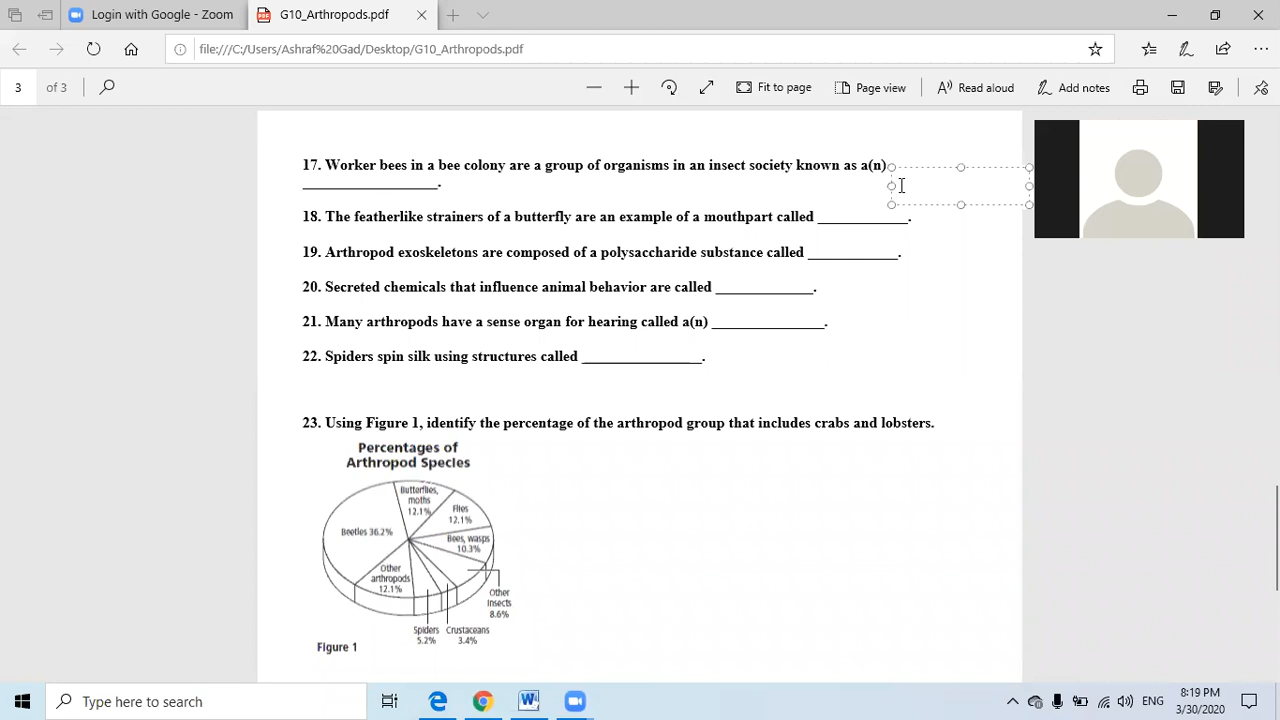 Login with Google - Zoom
G10_Arthropods.pdf
file:///C:/Users/Ashraf%20Gad/Desktop/G10_Arthropods.pdf
3 of 3
Fit to page
Page view
Read aloud
Add notes
17. Worker bees in a bee colony are a group of organisms in an insect society known as a(n)
__________________.
18. The featherlike strainers of a butterfly are an example of a mouthpart called ____________.
19. Arthropod exoskeletons are composed of a polysaccharide substance called ____________.
20. Secreted chemicals that influence animal behavior are called _____________.
21. Many arthropods have a sense organ for hearing called a(n) _______________.
22. Spiders spin silk using structures called ________________.
23. Using Figure 1, identify the percentage of the arthropod group that includes crabs and lobsters.
Percentages of
Arthropod Species
Butterflies,
moths
12.1%
Flies
12.1%
Beetles 36.2%
Bees, wasps
10.3%
Other
arthropods
12.1%
Other
Insects
8.6%
Spiders
5.2%
Crustaceans
3.4%
Figure 1
Type here to search
ENG
8:19 PM
3/30/2020